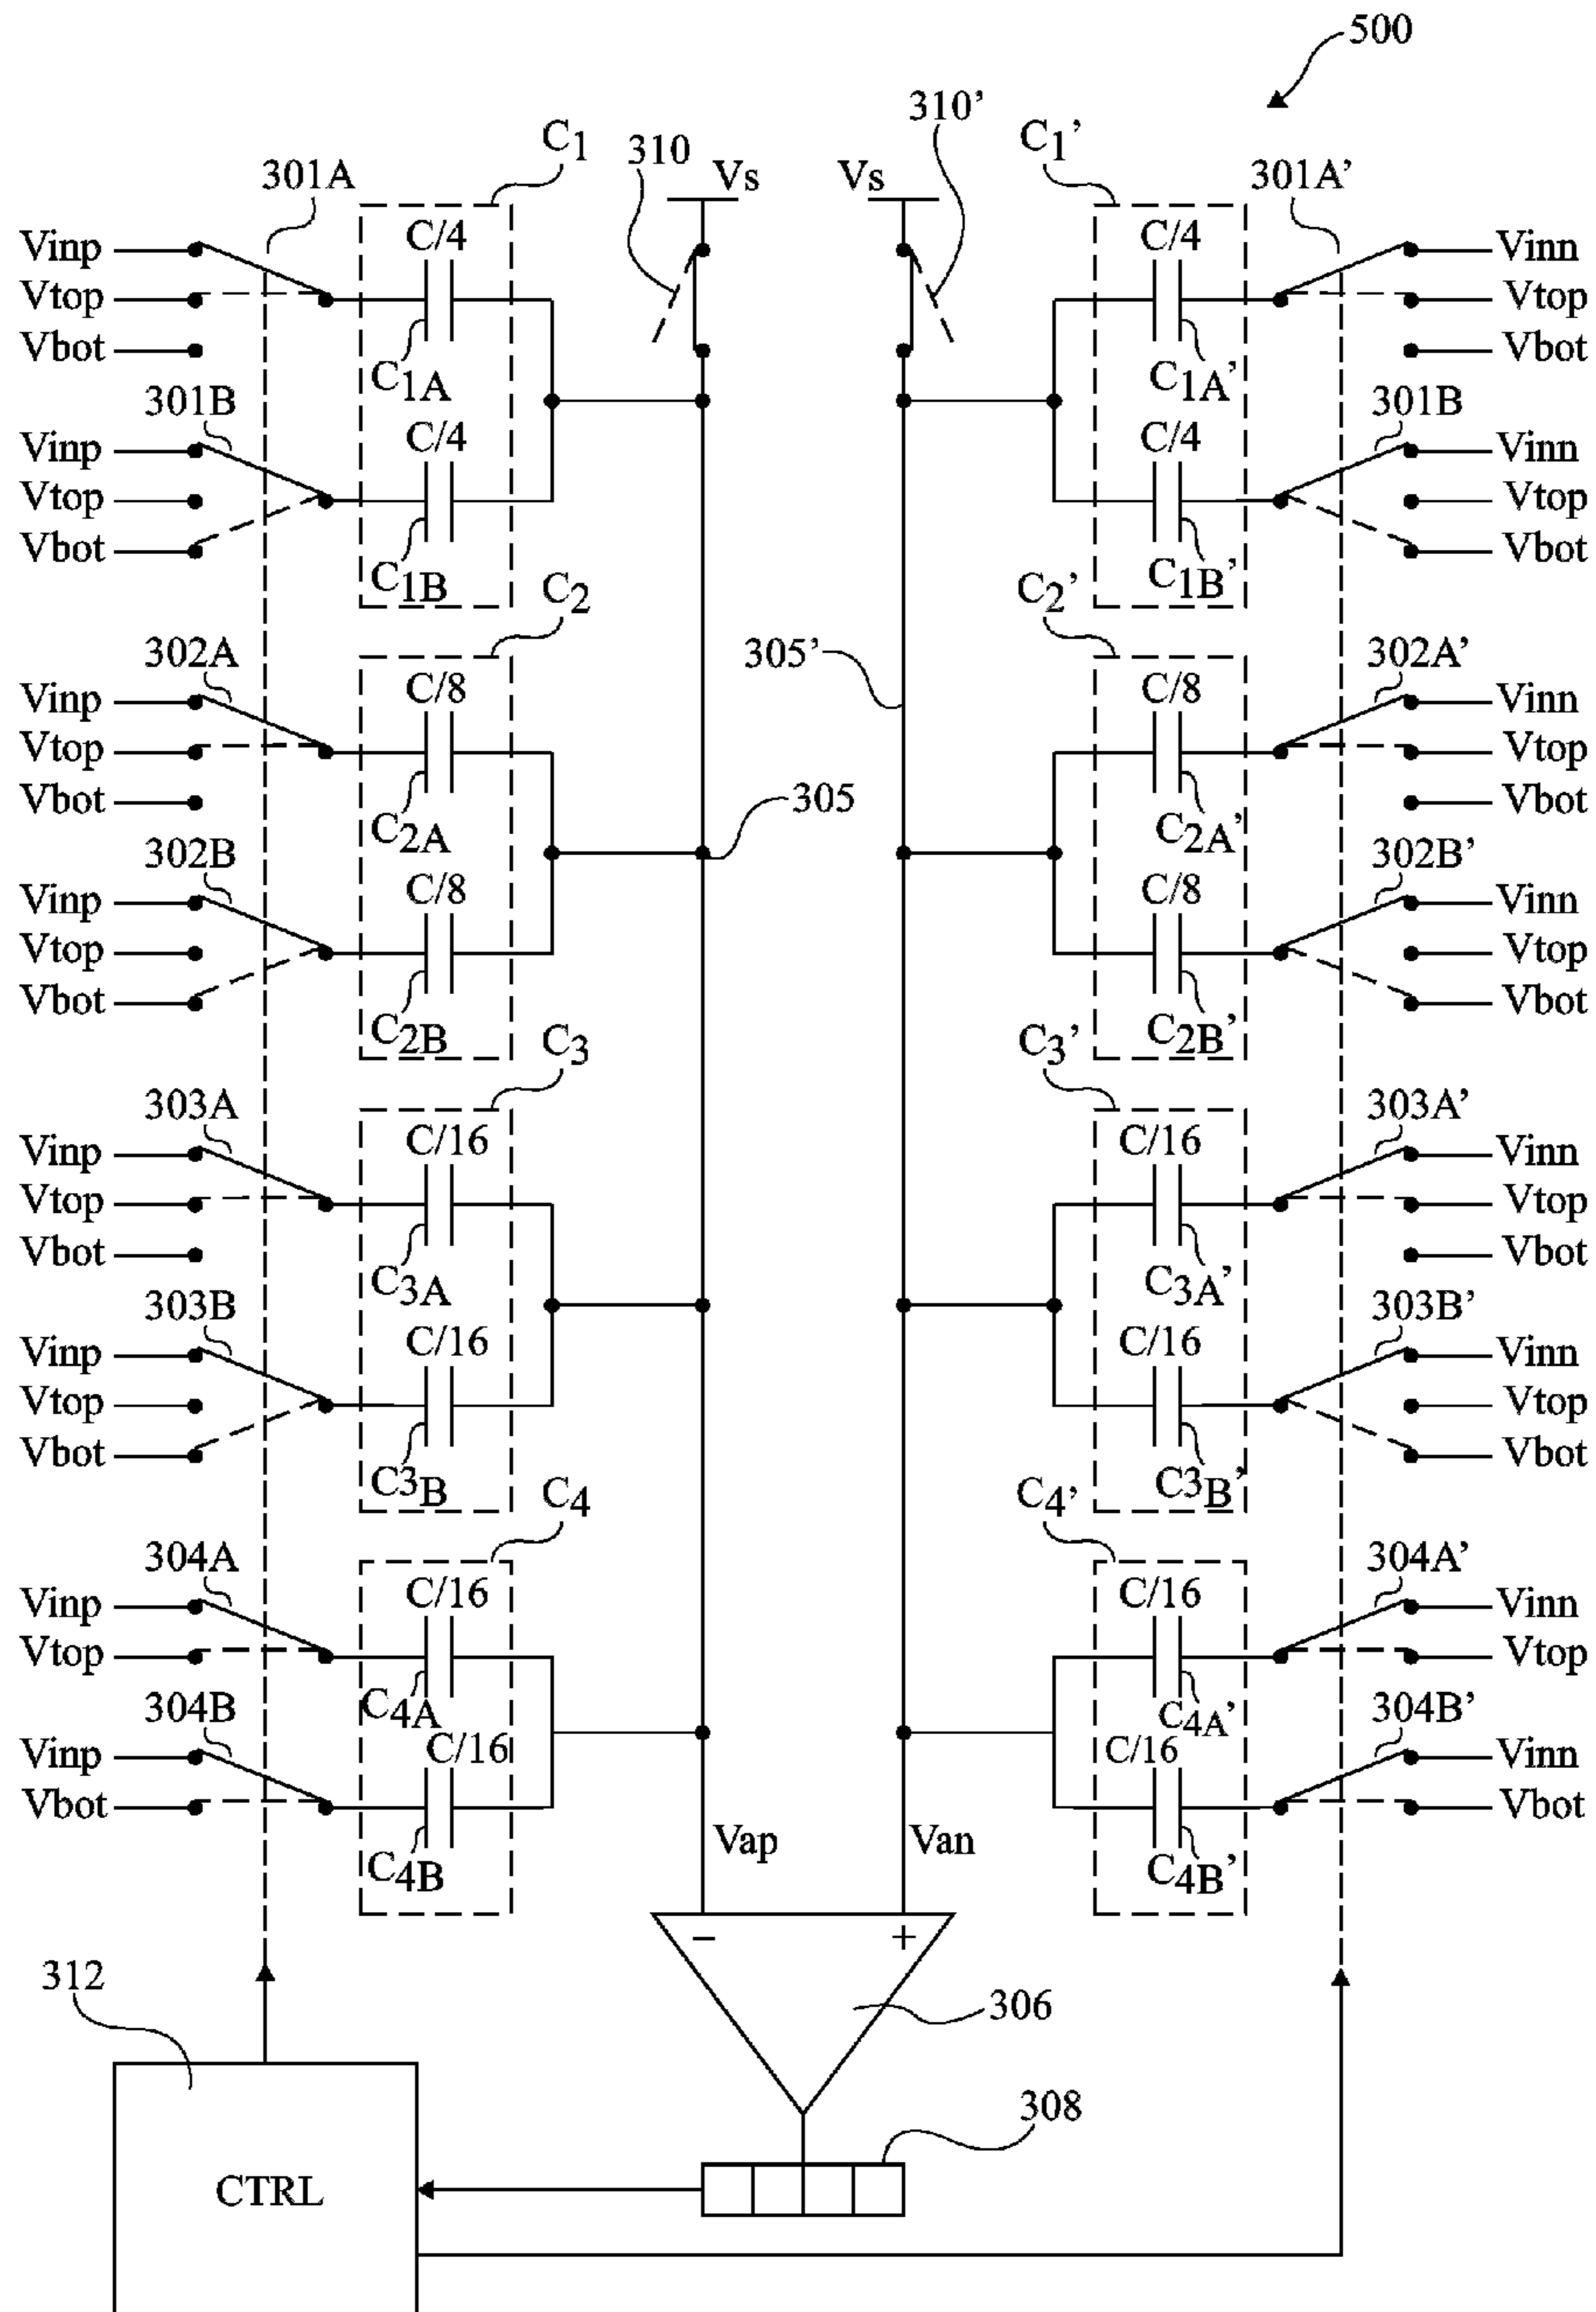 500
310’
C1
310
Vs
Vs
C1’
301A
301A’
Vinp
C/4
C/4
Vinn
Vtop
Vtop
Vbot
C1A
C1A’
Vbot
301B
301B
Vinp
C/4
C/4
Vinn
Vtop
Vtop
Vbot
C1B
C1B’
Vbot
C2
C2’
302A
305’
302A’
Vinp
C/8
C/8
Vinn
Vtop
Vtop
Vbot
305
Vbot
C2A
C2A’
302B
302B’
Vinp
C/8
C/8
Vinn
Vtop
Vtop
Vbot
C2B
C2B’
Vbot
C3
C3’
303A
303A’
Vinp
C/16
C/16
Vinn
Vtop
Vtop
Vbot
C3A
C3A’
Vbot
303B
303B’
Vinp
C/16
C/16
Vinn
Vtop
Vtop
Vbot
C3B
C3B’
Vbot
C4
C4’
304A
304A’
Vinp
C/16
C/16
Vinn
Vtop
Vtop
C4A
C4A’
304B
304B’
Vinp
C/16
C/16
Vinn
Vbot
Vbot
Vap
Van
C4B
C4B’
–
+
312
306
308
CTRL